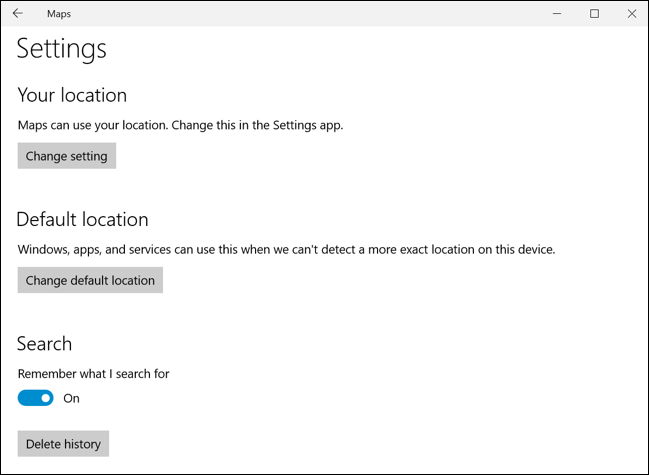 Maps
Settings
Your location
Maps can use your location. Change this in the Settings app.
Change setting
Default location
Windows, apps, and services can use this when we can't detect a more exact location on this device.
Change default location
Search
Remember what I search for
On
Delete history